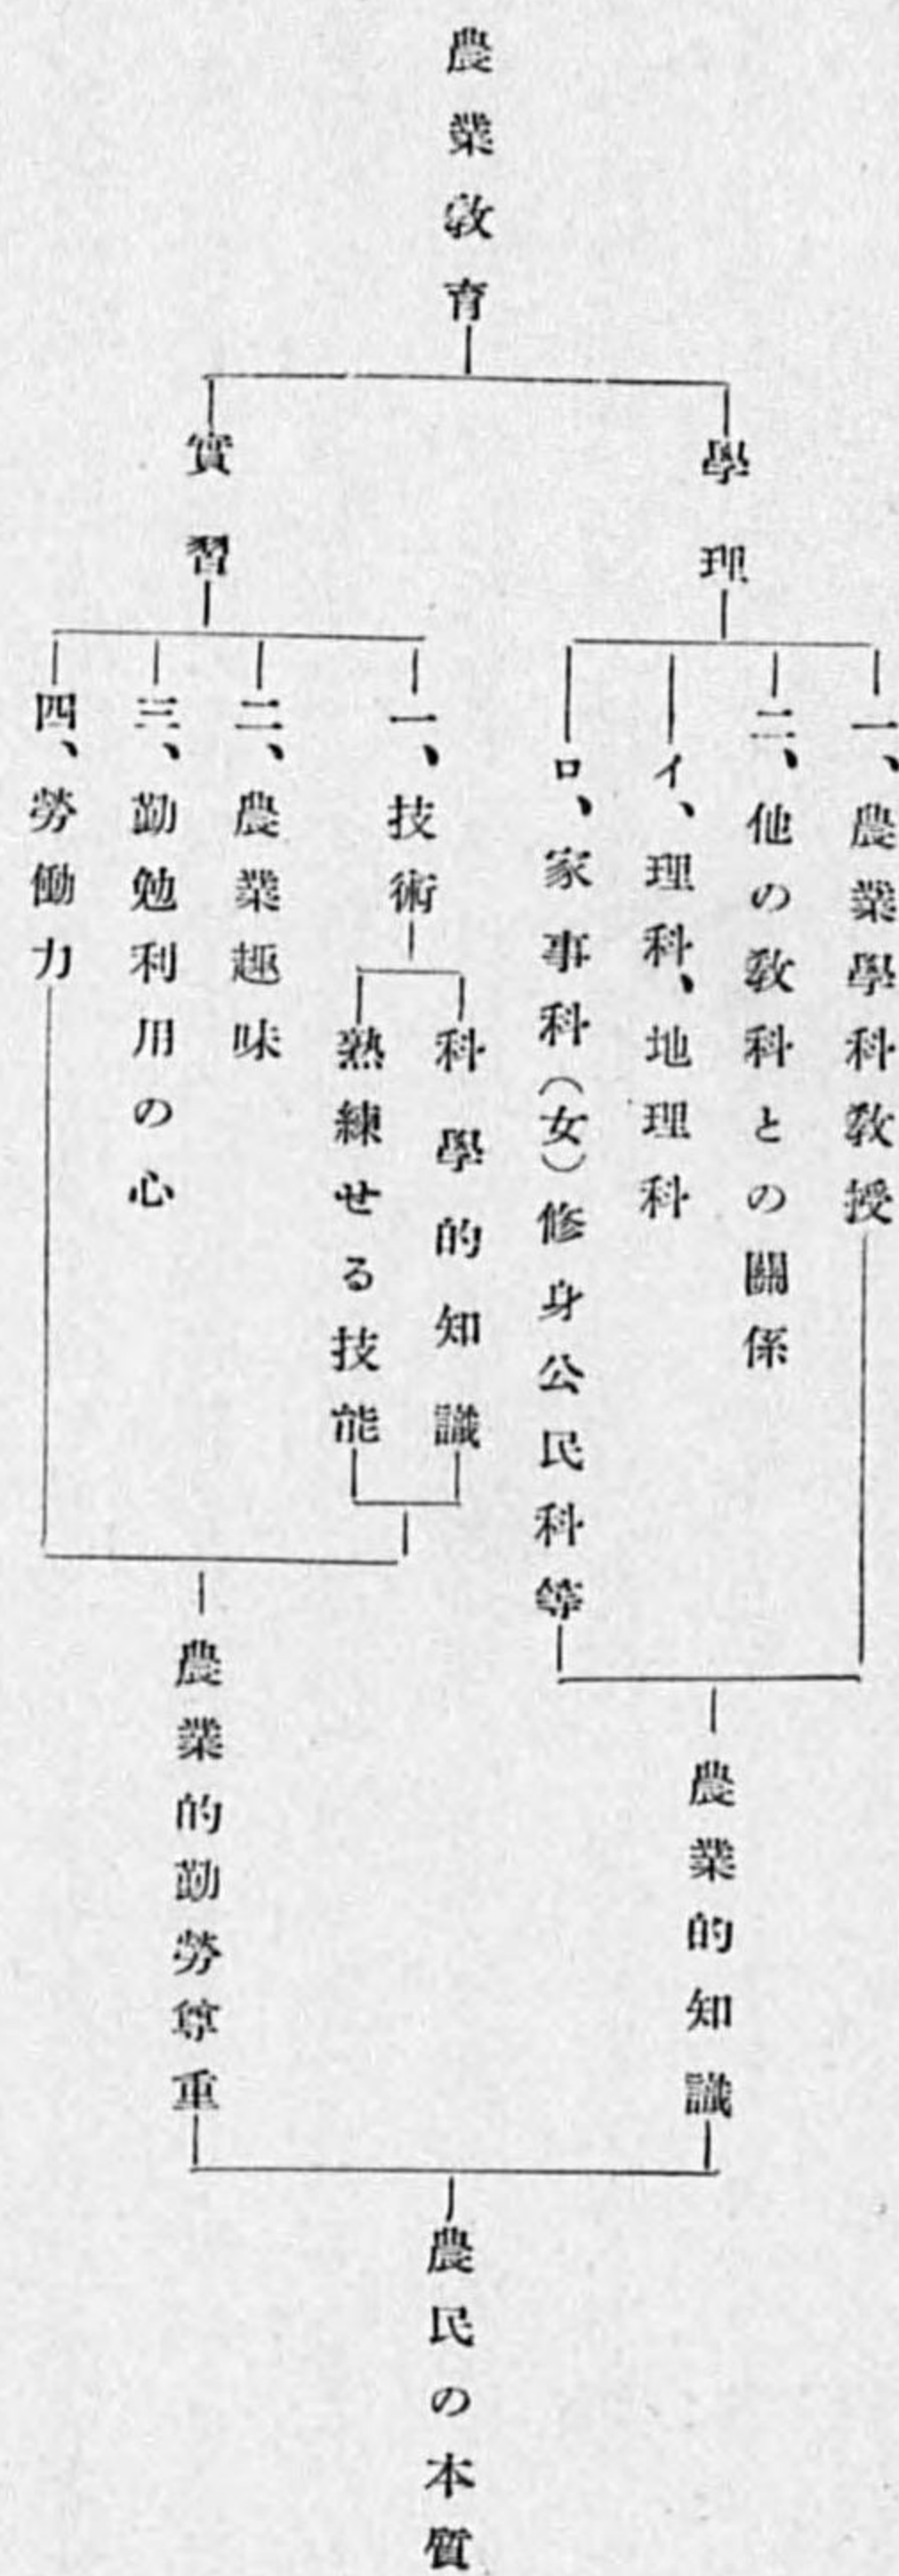 農業教育
學理
一、農業學科教授
二、他の教科との關係
イ、理科、地理科
ロ、家事科（女）修身公民科等
農業的知識
實習
一、技術
科學的知識
熟練せる技能
二、農業趣味
三、勤勉利用の心
四、勞働力
農業的勤勞尊重
農民の本質